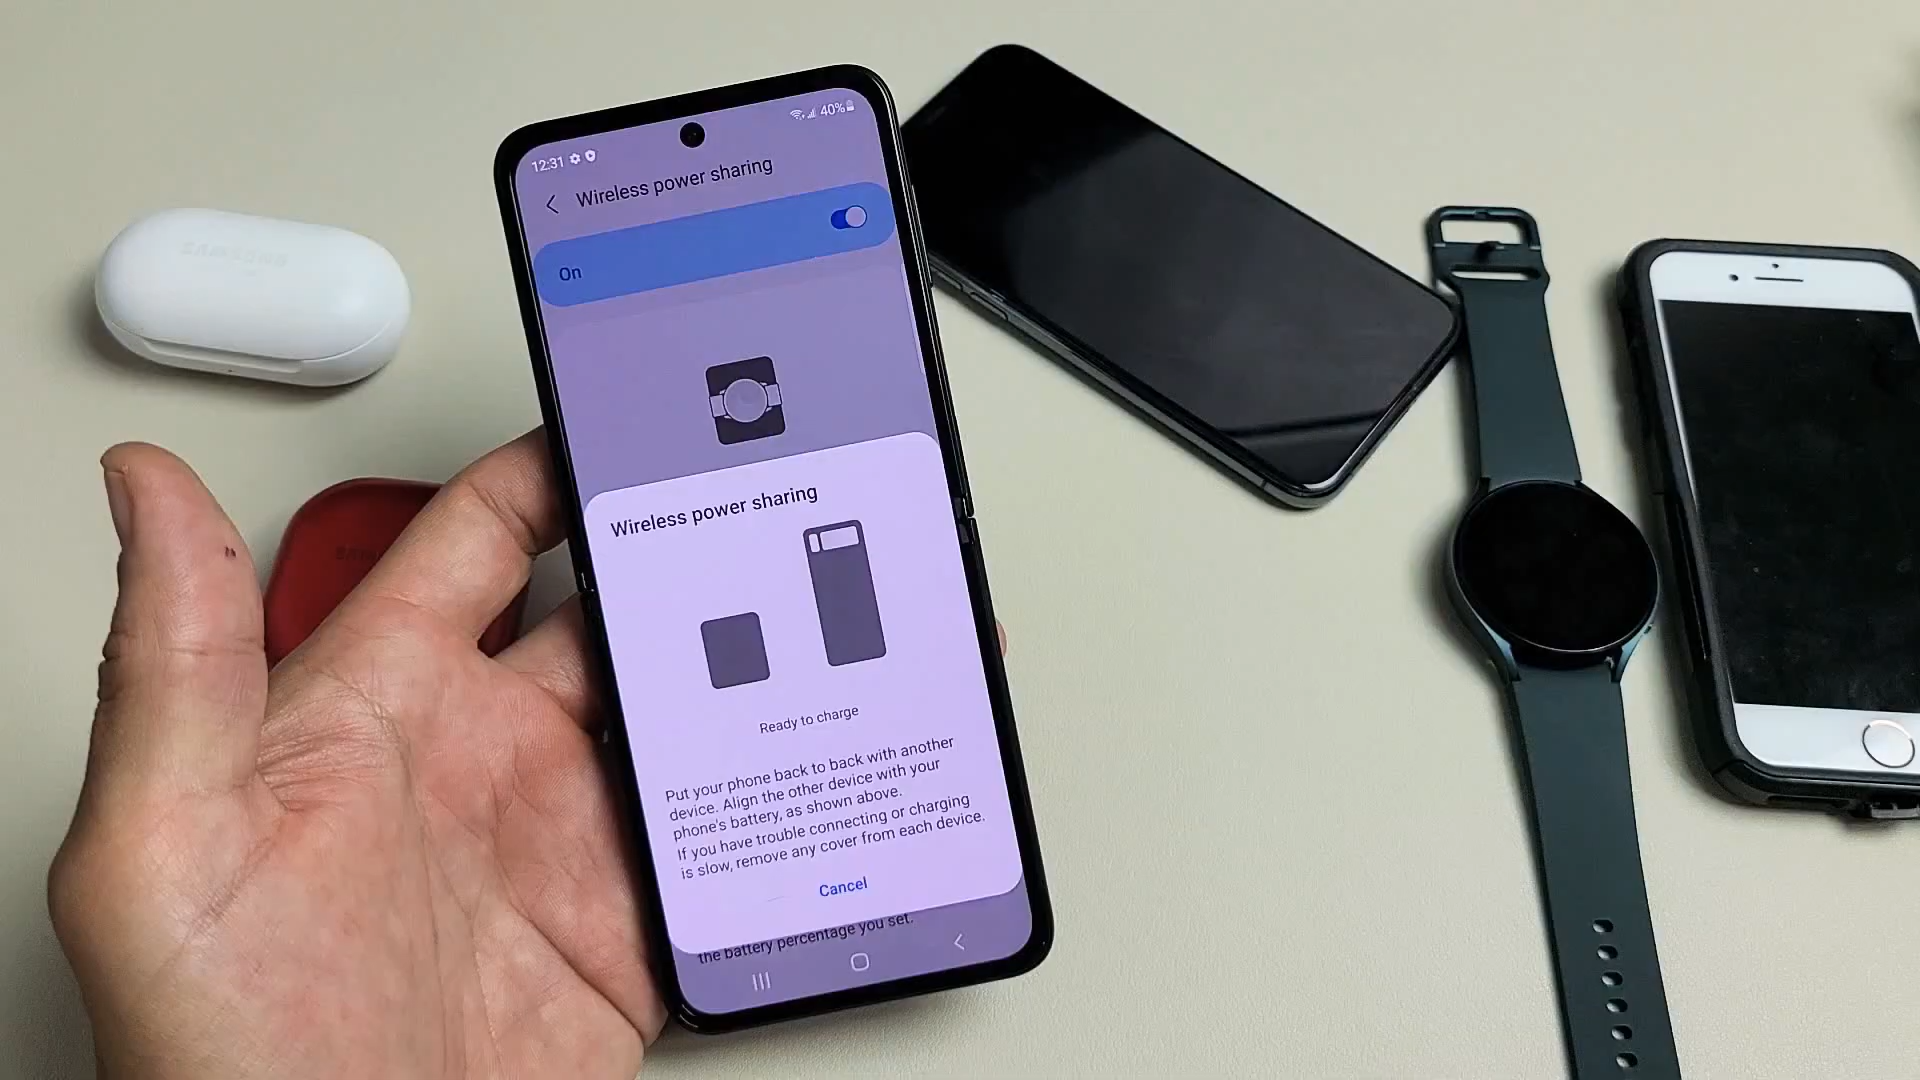 12:31
40%
Wireless power sharing
On
Wireless power sharing
Ready to charge
Put your phone back to back with another
device. Align the other device with your
phone's battery, as shown above.
If you have trouble connecting or charging
is slow, remove any cover from each device.
Cancel
the battery percentage you set.
SAMSUNG